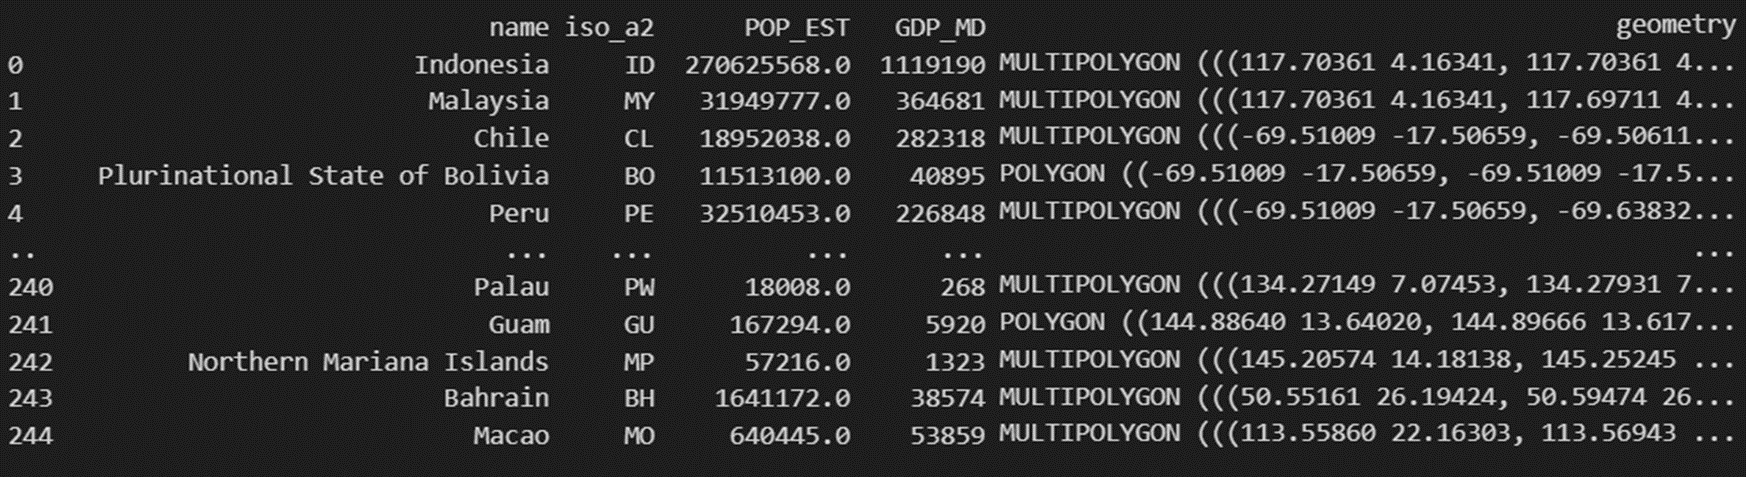 name iso_a2 POP_EST GDP_MD geometry
0 Indonesia ID 270625568.0 1119190 MULTIPOLYGON (((117.70361 4.16341, 117.70361 4...
1 Malaysia MY 31949777.0 364681 MULTIPOLYGON (((117.70361 4.16341, 117.69711 4...
2 Chile CL 18952038.0 282318 MULTIPOLYGON (((-69.51009 -17.50659, -69.50611...
3 Plurinational State of Bolivia BO 11513100.0 40895 POLYGON ((-69.51009 -17.50659, -69.51009 -17.5...
4 Peru PE 32510453.0 226848 MULTIPOLYGON (((-69.51009 -17.50659, -69.63832...
.. ... ... ... ... ...
240 Palau PW 18008.0 268 MULTIPOLYGON (((134.27149 7.07453, 134.27931 7...
241 Guam GU 167294.0 5920 POLYGON ((144.88640 13.64020, 144.89666 13.617...
242 Northern Mariana Islands MP 57216.0 1323 MULTIPOLYGON (((145.20574 14.18138, 145.25245 ...
243 Bahrain BH 1641172.0 38574 MULTIPOLYGON (((50.55161 26.19424, 50.59474 26...
244 Macao MO 640445.0 53859 MULTIPOLYGON (((113.55860 22.16303, 113.56943 ...